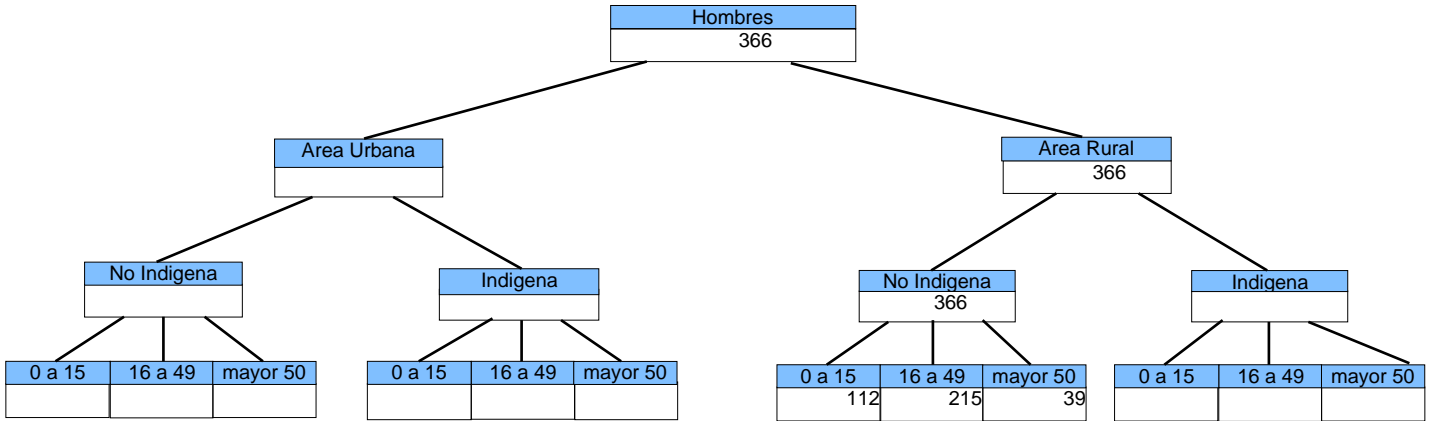 Hombres
366
Area Urbana
Area Rural
366
No Indigena
Indigena
No Indigena
366
Indigena
0 a 15 16 a 49 mayor 50
0 a 15 16 a 49 mayor 50
0 a 15 16 a 49 mayor 50
112 215 39
0 a 15 16 a 49 mayor 50